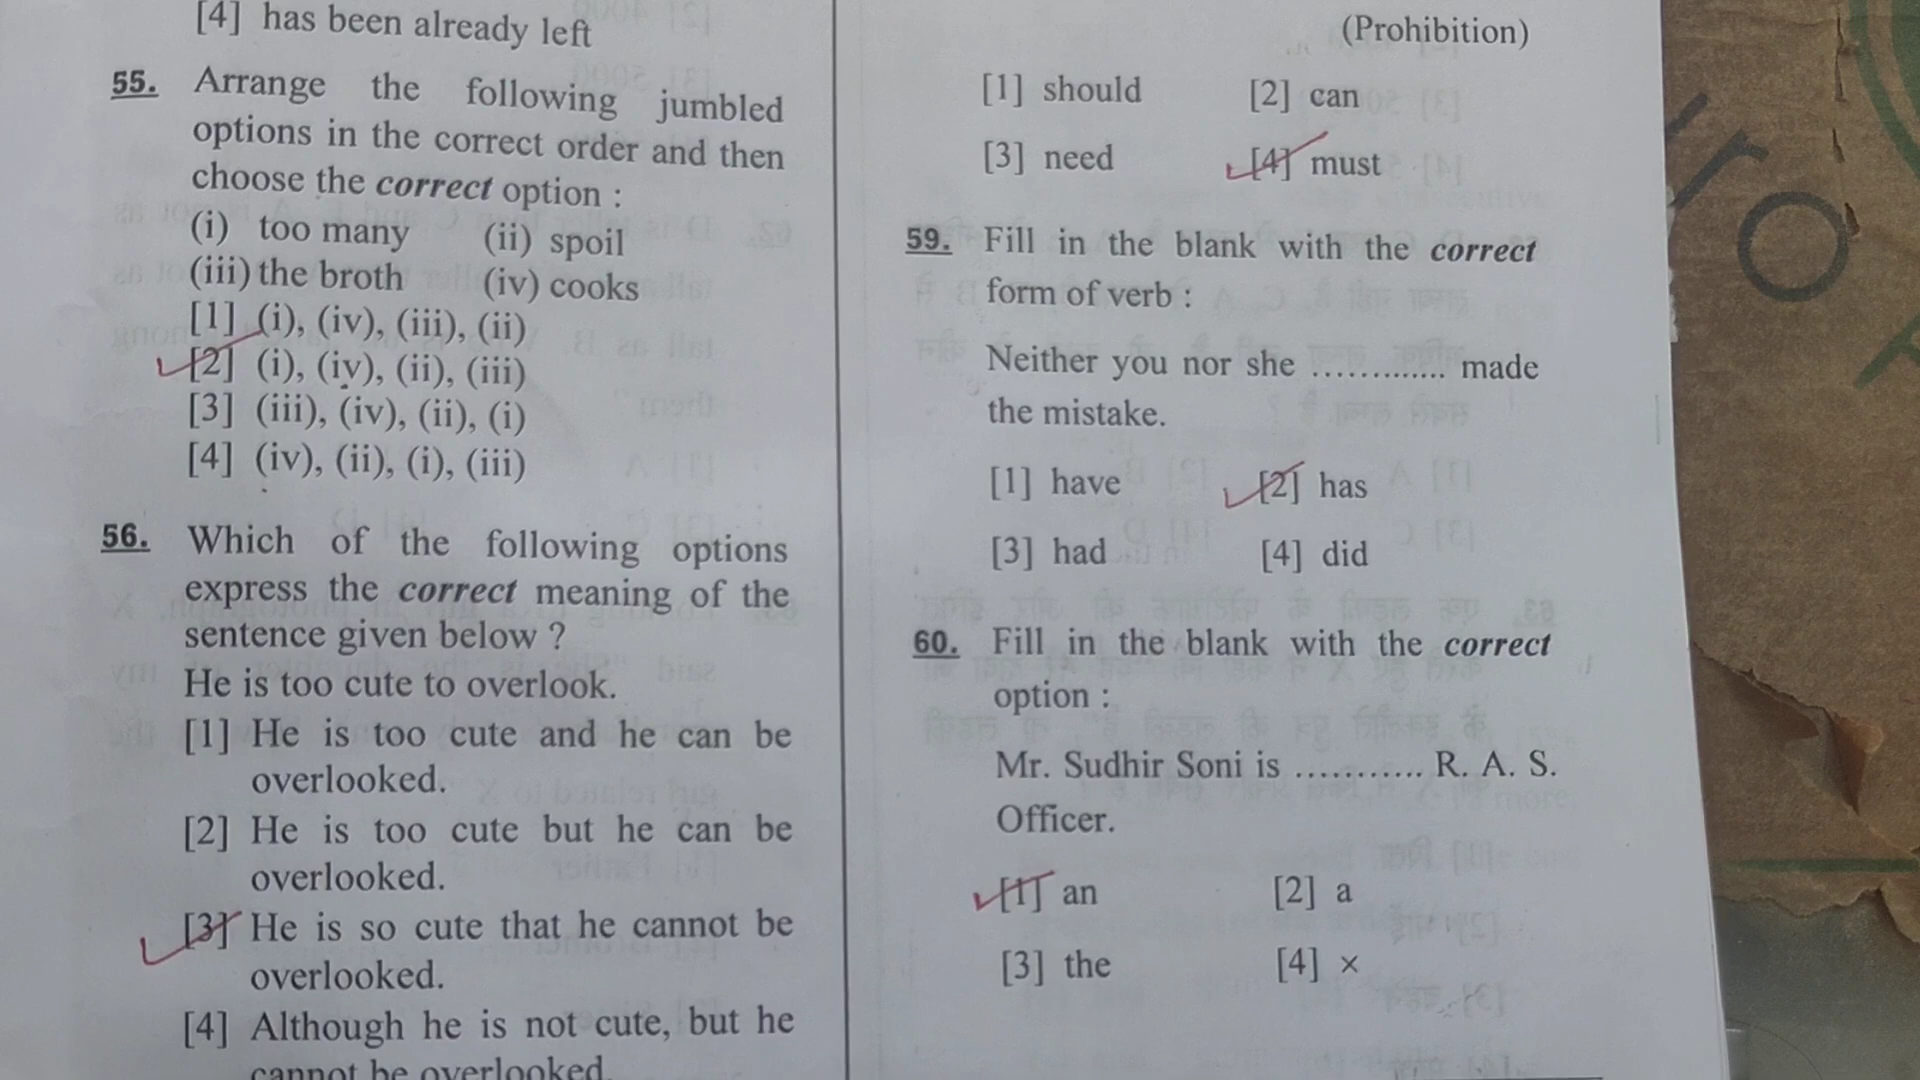 [4] has been already left
55. Arrange the following jumbled
options in the correct order and then
choose the correct option :
(i) too many (ii) spoil
(iii) the broth (iv) cooks
[1] (i), (iv), (iii), (ii)
[2] (i), (iv), (ii), (iii)
[3] (iii), (iv), (ii), (i)
[4] (iv), (ii), (i), (iii)
56. Which of the following options
express the correct meaning of the
sentence given below ?
He is too cute to overlook.
[1] He is too cute and he can be
overlooked.
[2] He is too cute but he can be
overlooked.
[3] He is so cute that he cannot be
overlooked.
[4] Although he is not cute, but he
cannot be overlooked.
(Prohibition)
[1] should [2] can
[3] need [4] must
59. Fill in the blank with the correct
form of verb :
Neither you nor she ............. made
the mistake.
[1] have [2] has
[3] had [4] did
60. Fill in the blank with the correct
option :
Mr. Sudhir Soni is ............ R. A. S.
Officer.
[1] an [2] a
[3] the [4] ×